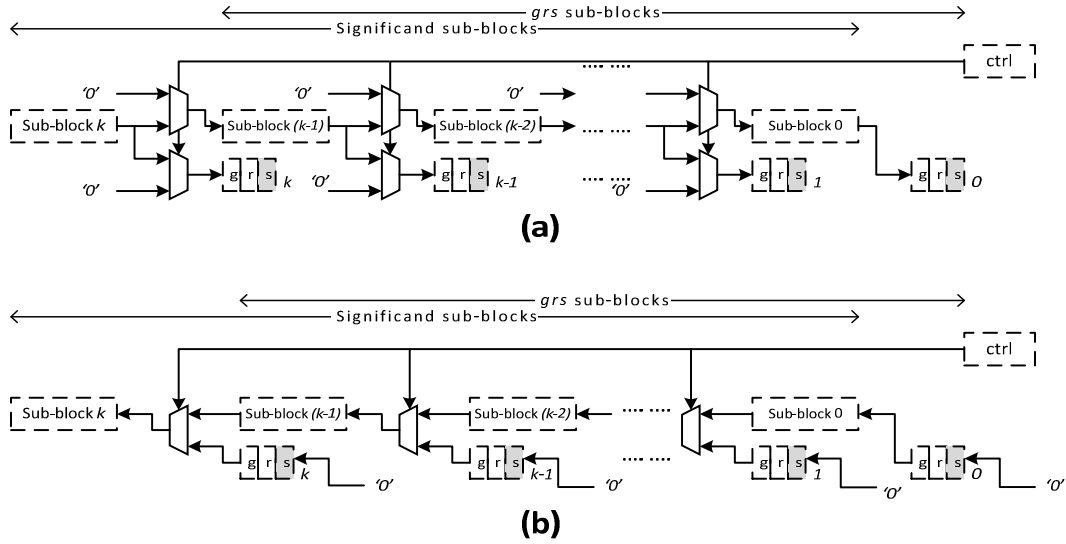 grs sub-blocks
Significand sub-blocks
ctrl
'0' '0' '0'
Sub-block k Sub-block (k-1) Sub-block (k-2) Sub-block 0
g r s k g r s k-1 g r s 1 g r s 0
'0' '0' '0'
(a)
grs sub-blocks
Significand sub-blocks
ctrl
Sub-block k Sub-block (k-1) Sub-block (k-2) Sub-block 0
g r s k g r s k-1 g r s 1 g r s 0
'0' '0' '0' '0'
(b)